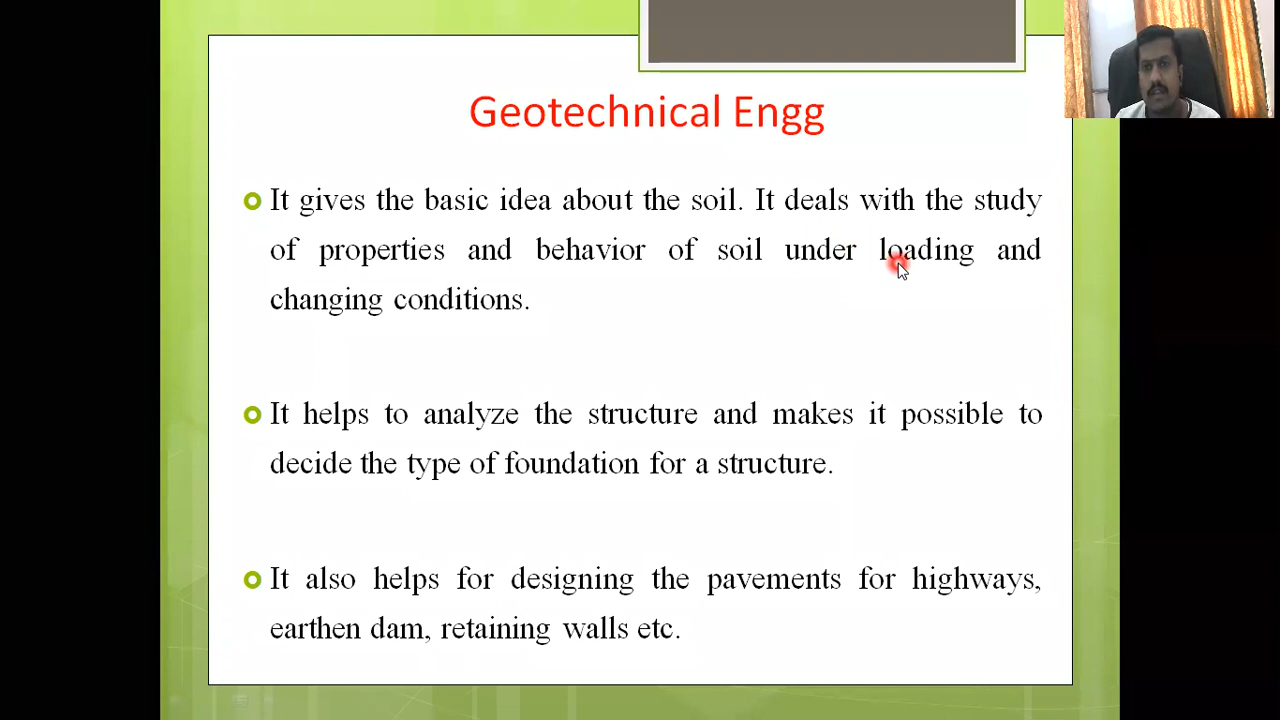 Geotechnical Engg
It gives the basic idea about the soil. It deals with the study
of properties and behavior of soil under loading and
changing conditions.
It helps to analyze the structure and makes it possible to
decide the type of foundation for a structure.
It also helps for designing the pavements for highways,
earthen dam, retaining walls etc.